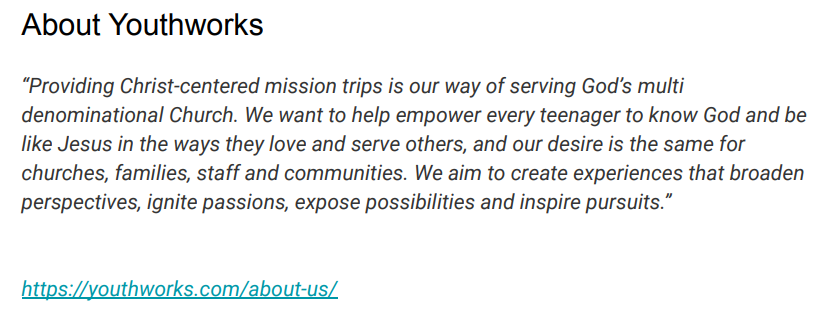 About Youthworks
“Providing Christ-centered mission trips is our way of serving God’s multi
denominational Church. We want to help empower every teenager to know God and be
like Jesus in the ways they love and serve others, and our desire is the same for
churches, families, staff and communities. We aim to create experiences that broaden
perspectives, ignite passions, expose possibilities and inspire pursuits.”
https://youthworks.com/about-us/